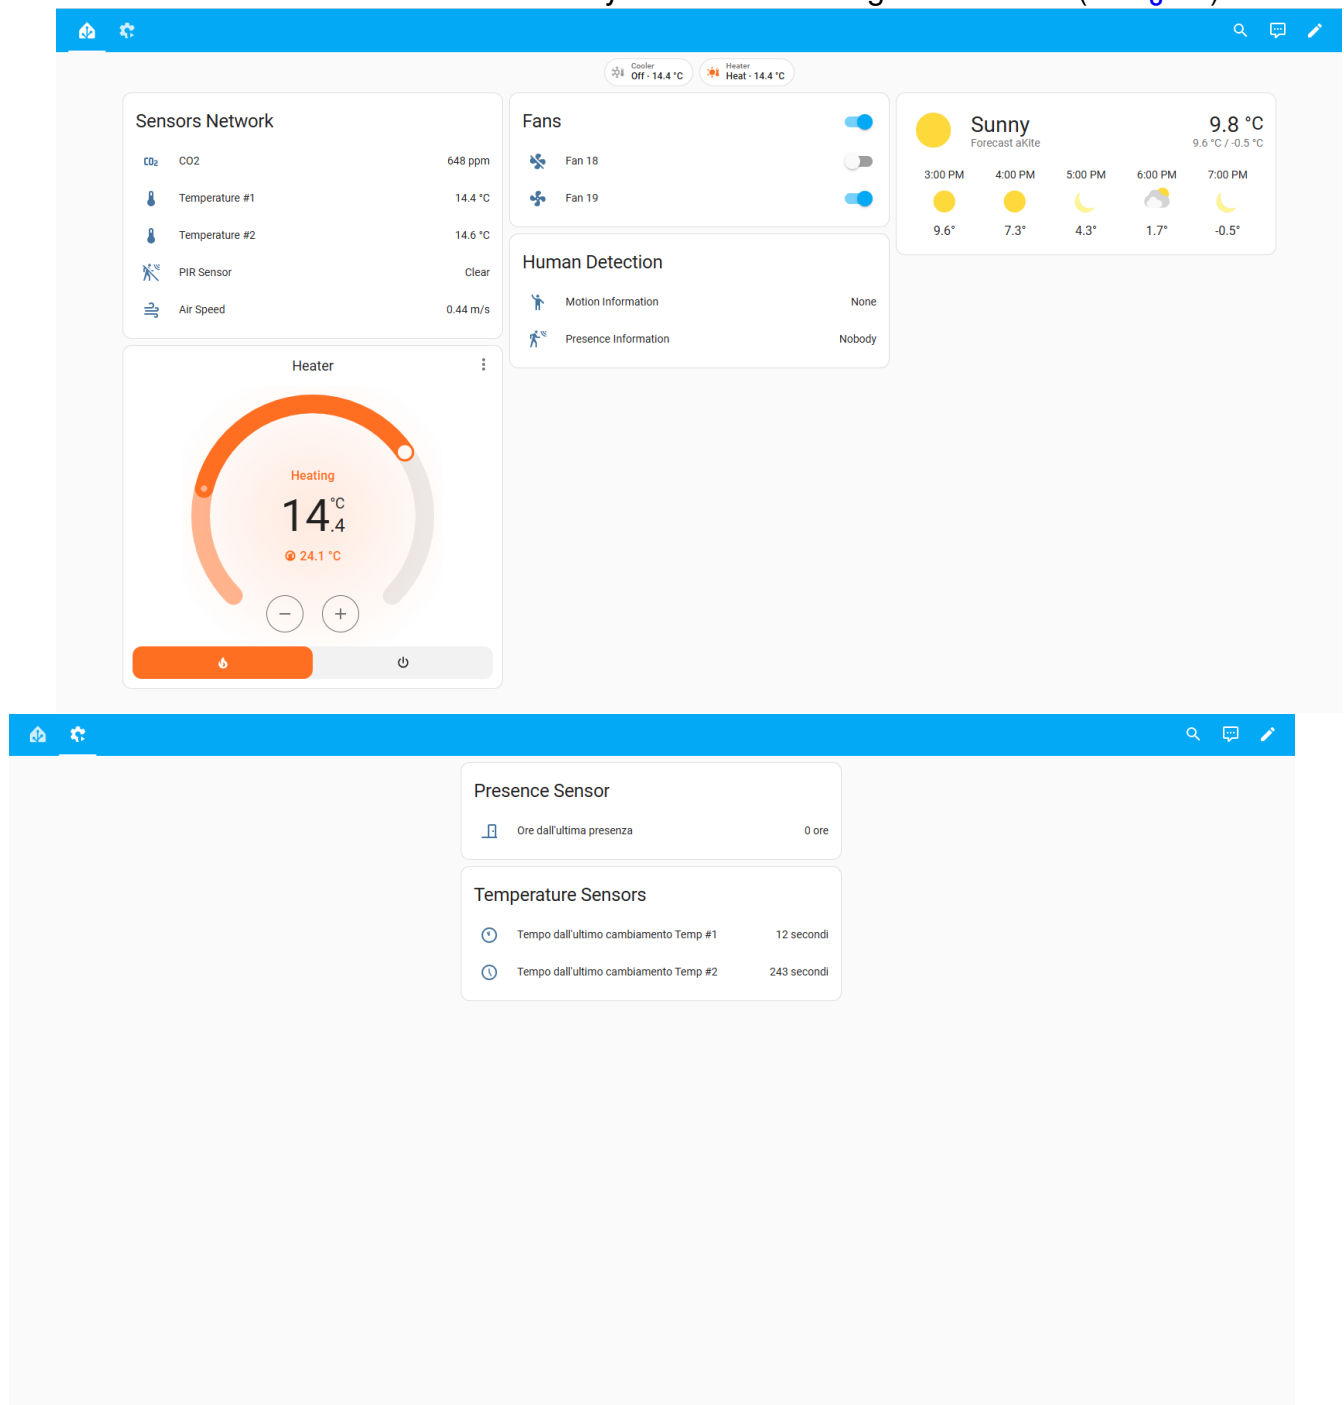 Cooler
Off · 14.4 °C
Heater
Heat · 14.4 °C
Sensors Network
CO2 CO2 648 ppm
Temperature #1 14.4 °C
Temperature #2 14.6 °C
PIR Sensor Clear
Air Speed 0.44 m/s
Heater
Heating
14.4 °C
24.1 °C
Fans
Fan 18
Fan 19
Human Detection
Motion Information None
Presence Information Nobody
Sunny 9.8 °C
Forecast aKite 9.6 °C / -0.5 °C
3:00 PM 4:00 PM 5:00 PM 6:00 PM 7:00 PM
9.6° 7.3° 4.3° 1.7° -0.5°
Presence Sensor
Ore dall'ultima presenza 0 ore
Temperature Sensors
Tempo dall'ultimo cambiamento Temp #1 12 secondi
Tempo dall'ultimo cambiamento Temp #2 243 secondi